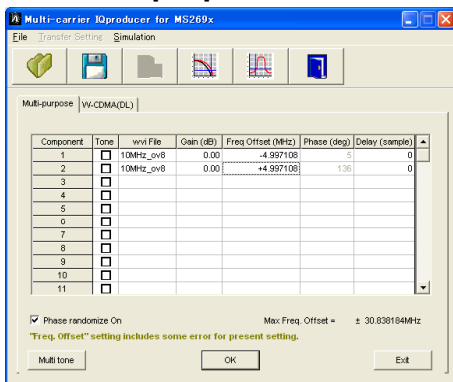 Multi-carrier IQproducer for MS269x
File Transfer Setting Simulation
Multi-purpose W-CDMA(DL)
Component Tone wvi File Gain (dB) Freq Offset (MHz) Phase (deg) Delay (sample)
1 10MHz_ov8 0.00 -4.997108 5 0
2 10MHz_ov8 0.00 +4.997108 136 0
3
4
5
6
7
8
9
10
11
Phase randomize On Max Freq. Offset = ± 30.838184MHz
"Freq. Offset" setting includes some error for present setting.
Multi tone OK Exit